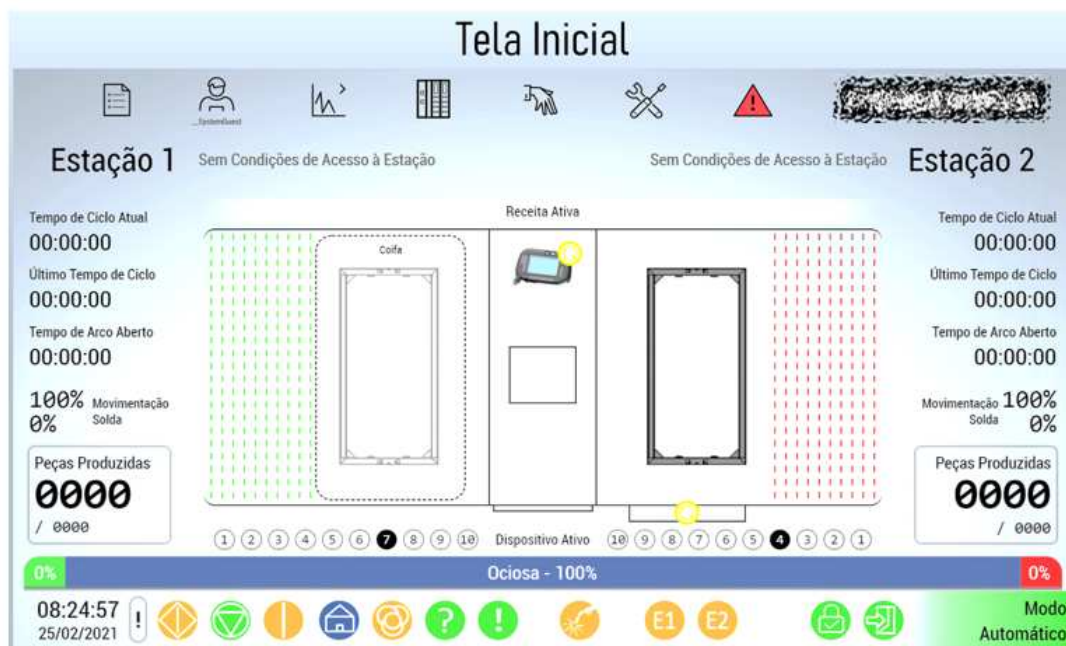 Tela Inicial
__SystemGuest
Estação 1
Sem Condições de Acesso à Estação
Sem Condições de Acesso à Estação
Estação 2
Receita Ativa
Tempo de Ciclo Atual
00:00:00
Último Tempo de Ciclo
00:00:00
Tempo de Arco Aberto
00:00:00
100% Movimentação
0% Solda
Peças Produzidas
0000
/ 0000
Coifa
Tempo de Ciclo Atual
00:00:00
Último Tempo de Ciclo
00:00:00
Tempo de Arco Aberto
00:00:00
Movimentação 100%
Solda 0%
Peças Produzidas
0000
/ 0000
1 2 3 4 5 6 7 8 9 10 Dispositivo Ativo 10 9 8 7 6 5 4 3 2 1
0% Ociosa - 100% 0%
08:24:57
25/02/2021
!
? ! E1 E2
Modo
Automático